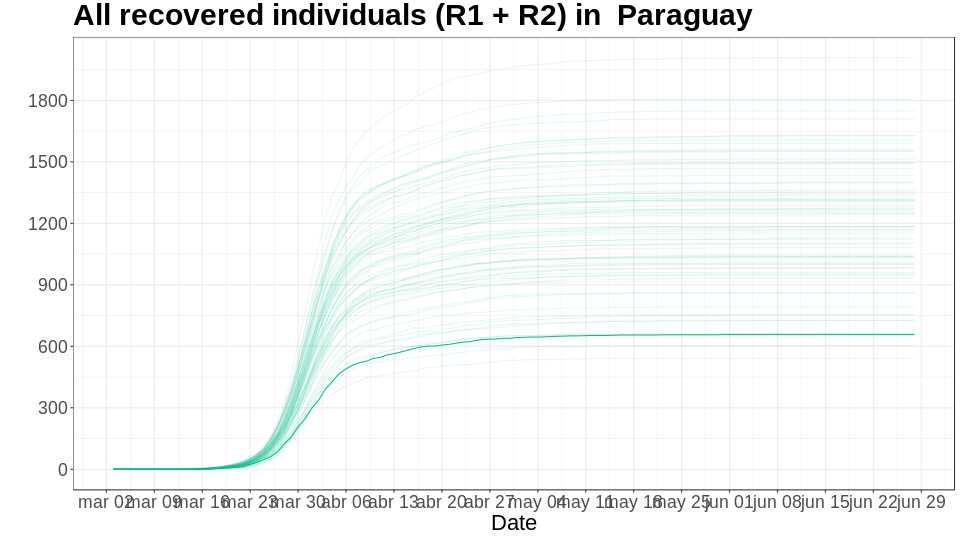 All recovered individuals (R1 + R2) in  Paraguay
1800
1500
1200
900
600
300
0
mar 02 mar 09 mar 16 mar 23 mar 30 abr 06 abr 13 abr 20 abr 27 may 04 may 11 may 18 may 25 jun 01 jun 08 jun 15 jun 22 jun 29
Date